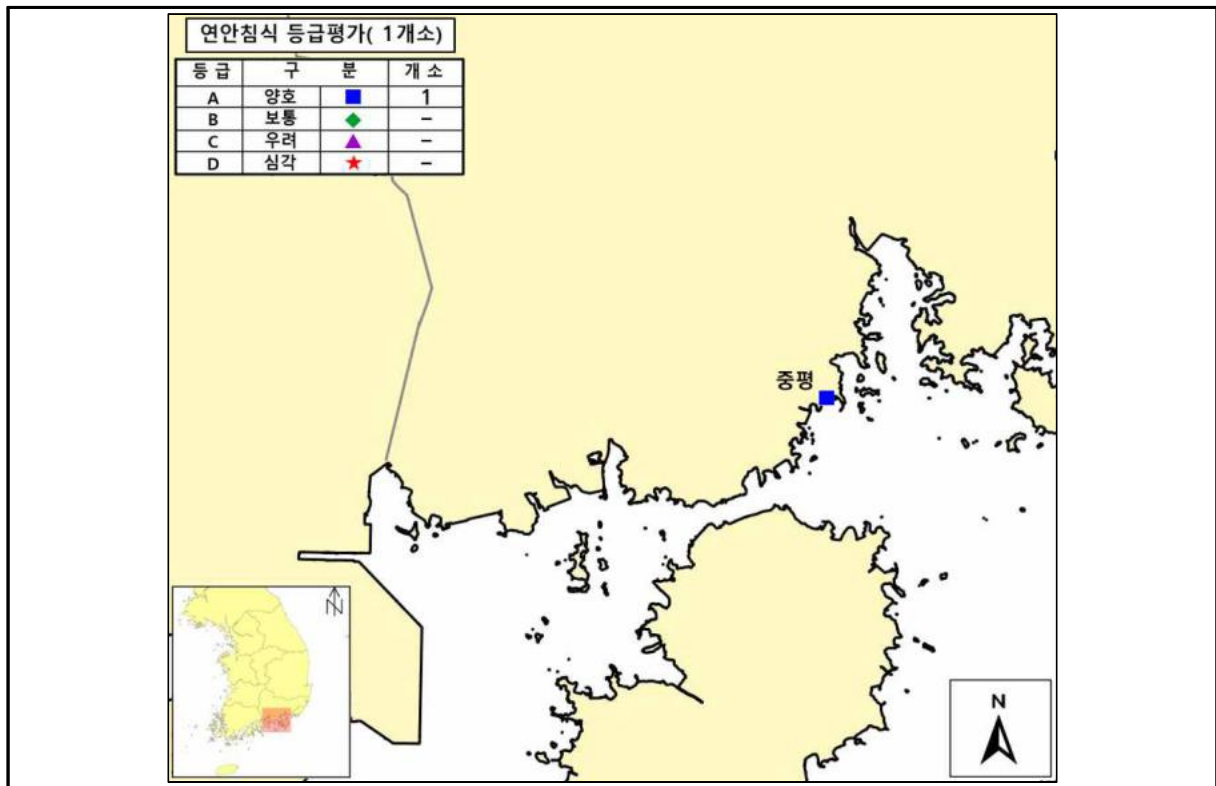 연안침식 등급평가( 1개소)
등 급 구 분 개 소
A 양호 1
B 보통 -
C 우려 -
D 심각 -
중평
N
N